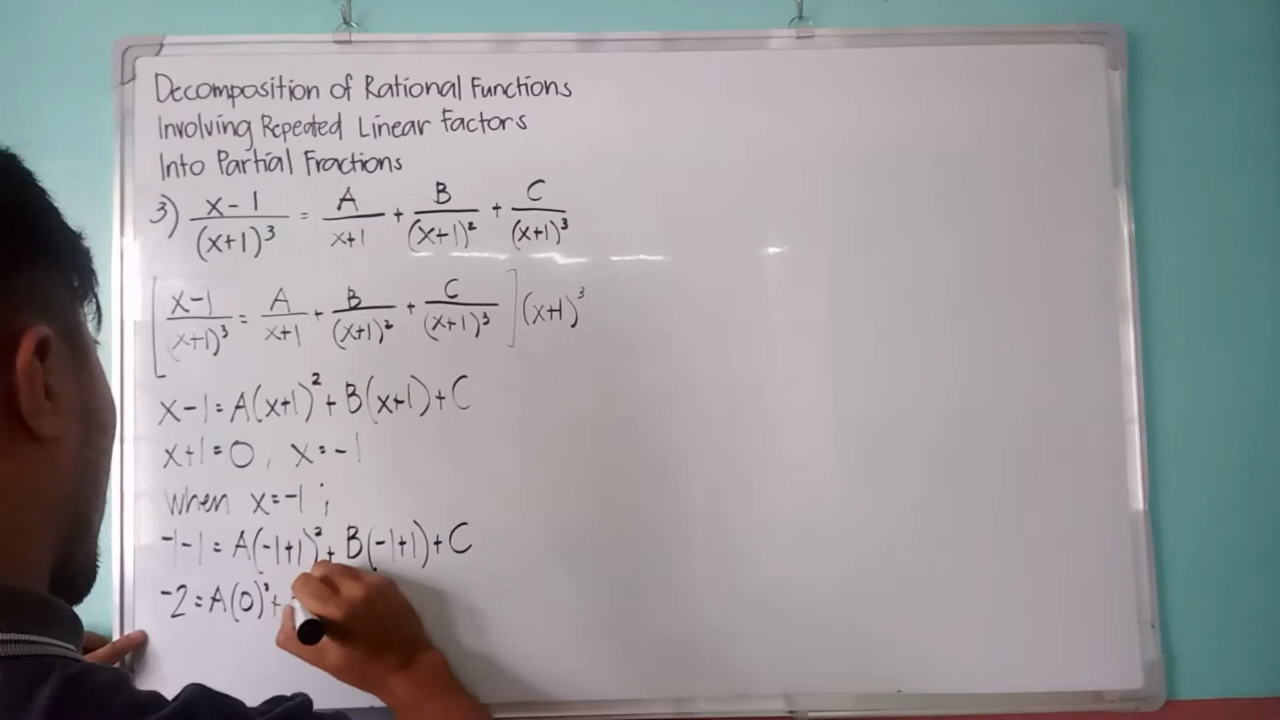 Decomposition of Rational Functions
Involving Repeated Linear Factors
Into Partial Fractions
3) x-1/(x+1)³ = A/x+1 + B/(x+1)² + C/(x+1)³
[x-1/(x+1)³ = A/x+1 + B/(x+1)² + C/(x+1)³](x+1)³
x-1=A(x+1)²+B(x+1)+C
x+1=0, x=-1
when x=-1;
-1-1=A(-1+1)²+B(-1+1)+C
-2=A(0)²+